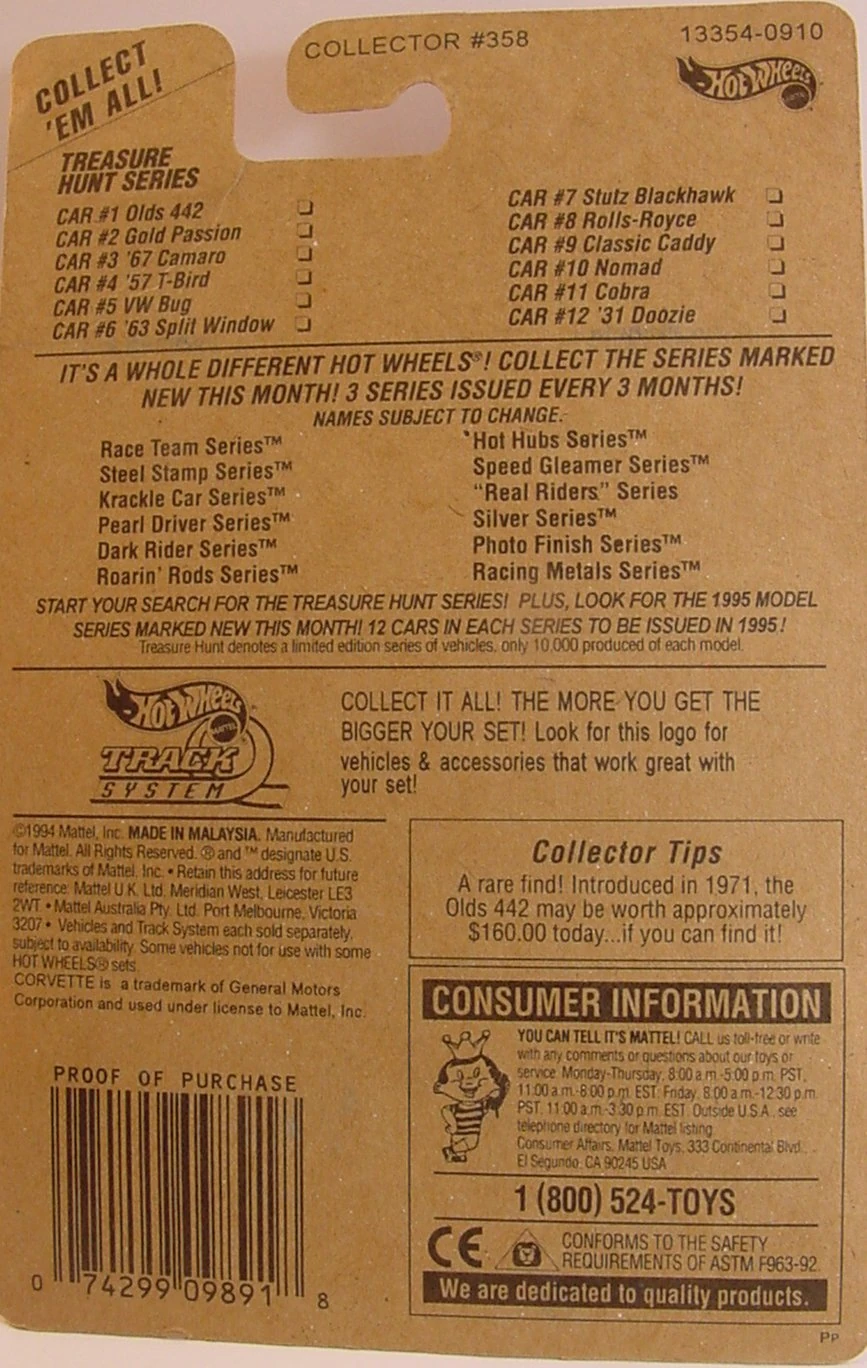 COLLECT
'EM ALL!
COLLECTOR #358
13354-0910
HOT WHEELS
TREASURE
HUNT SERIES
CAR #1 Olds 442
CAR #2 Gold Passion
CAR #3 '67 Camaro
CAR #4 '57 T-Bird
CAR #5 VW Bug
CAR #6 '63 Split Window
CAR #7 Stutz Blackhawk
CAR #8 Rolls-Royce
CAR #9 Classic Caddy
CAR #10 Nomad
CAR #11 Cobra
CAR #12 '31 Doozie
IT'S A WHOLE DIFFERENT HOT WHEELS®! COLLECT THE SERIES MARKED
NEW THIS MONTH! 3 SERIES ISSUED EVERY 3 MONTHS!
NAMES SUBJECT TO CHANGE.
Race Team Series™
Steel Stamp Series™
Krackle Car Series™
Pearl Driver Series™
Dark Rider Series™
Roarin' Rods Series™
Hot Hubs Series™
Speed Gleamer Series™
"Real Riders" Series
Silver Series™
Photo Finish Series™
Racing Metals Series™
START YOUR SEARCH FOR THE TREASURE HUNT SERIES! PLUS, LOOK FOR THE 1995 MODEL
SERIES MARKED NEW THIS MONTH! 12 CARS IN EACH SERIES TO BE ISSUED IN 1995!
Treasure Hunt denotes a limited edition series of vehicles, only 10,000 produced of each model.
HOT WHEELS
MATTEL
TRACK
SYSTEM
COLLECT IT ALL! THE MORE YOU GET THE
BIGGER YOUR SET! Look for this logo for
vehicles & accessories that work great with
your set!
©1994 Mattel, Inc. MADE IN MALAYSIA. Manufactured
for Mattel. All Rights Reserved. ® and ™ designate U.S.
trademarks of Mattel, Inc. • Retain this address for future
reference: Mattel U.K. Ltd. Meridian West, Leicester LE3
2WT • Mattel Australia Pty. Ltd. Port Melbourne, Victoria
3207 • Vehicles and Track System each sold separately,
subject to availability. Some vehicles not for use with some
HOT WHEELS® sets.
CORVETTE is a trademark of General Motors
Corporation and used under license to Mattel, Inc.
Collector Tips
A rare find! Introduced in 1971, the
Olds 442 may be worth approximately
$160.00 today...if you can find it!
CONSUMER INFORMATION
YOU CAN TELL IT'S MATTEL! CALL us toll-free or write
with any comments or questions about our toys or
service. Monday-Thursday, 8:00 a.m.-5:00 p.m. PST,
11:00 a.m.-8:00 p.m. EST: Friday, 8:00 a.m.-12:30 p.m.
PST, 11:00 a.m.-3:30 p.m. EST. Outside U.S.A., see
telephone directory for Mattel listing.
Consumer Affairs, Mattel Toys, 333 Continental Blvd.,
El Segundo, CA 90245 USA
1 (800) 524-TOYS
CE
CONFORMS TO THE SAFETY
REQUIREMENTS OF ASTM F963-92.
We are dedicated to quality products.
PROOF OF PURCHASE
0 74299 09891 8
PP